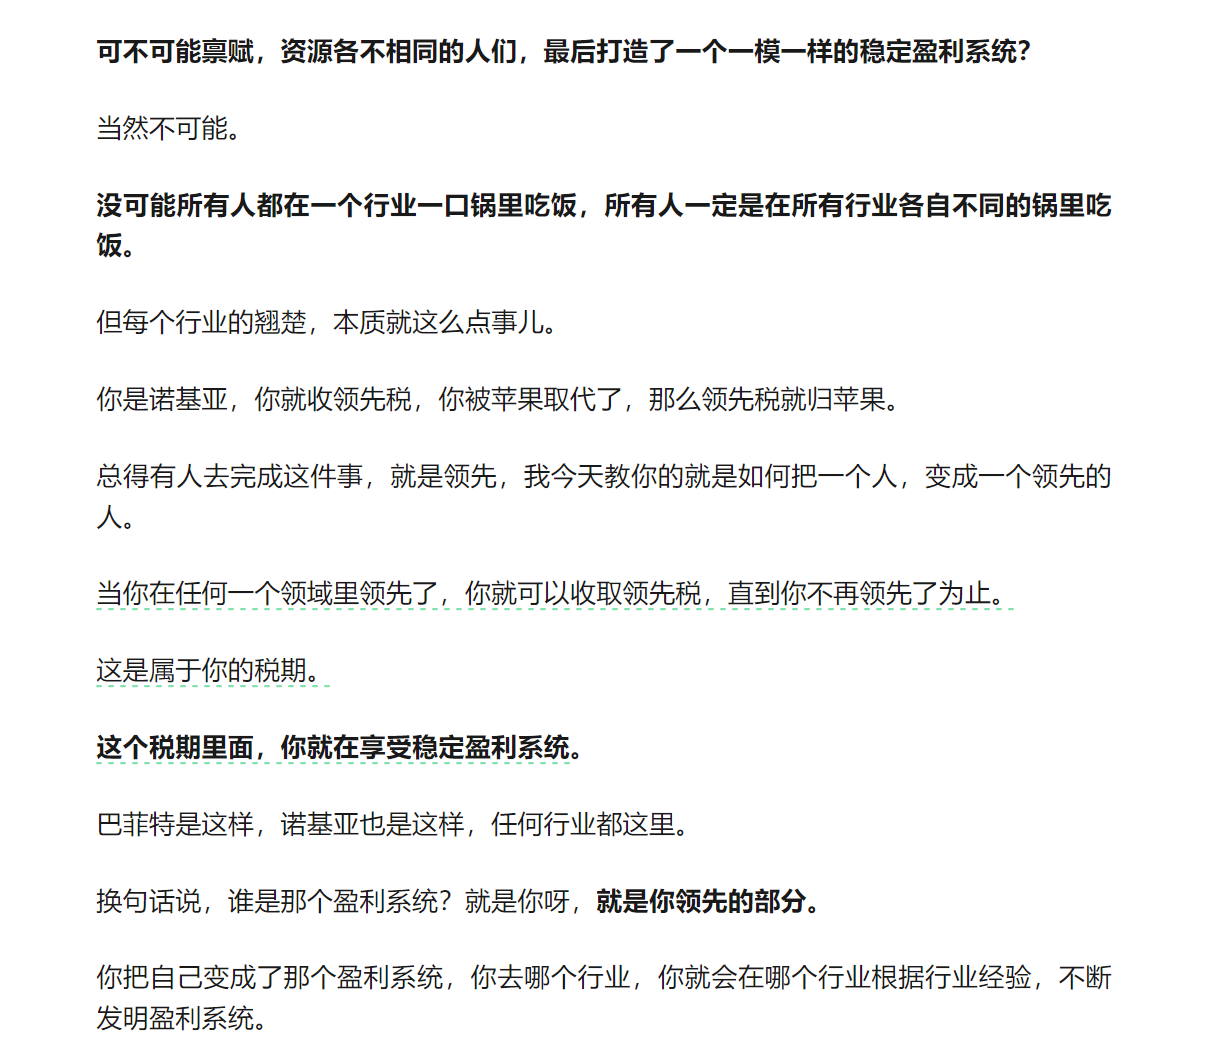 可不可能禀赋，资源各不相同的人们，最后打造了一个一模一样的稳定盈利系统？
当然不可能。
没可能所有人都在一个行业一口锅里吃饭，所有人一定是在所有行业各自不同的锅里吃
饭。
但每个行业的翘楚，本质就这么点事儿。
你是诺基亚，你就收领先税，你被苹果取代了，那么领先税就归苹果。
总得有人去完成这件事，就是领先，我今天教你的就是如何把一个人，变成一个领先的
人。
当你在任何一个领域里领先了，你就可以收取领先税，直到你不再领先了为止。
这是属于你的税期。
这个税期里面，你就在享受稳定盈利系统。
巴菲特是这样，诺基亚也是这样，任何行业都这里。
换句话说，谁是那个盈利系统？就是你呀，就是你领先的部分。
你把自己变成了那个盈利系统，你去哪个行业，你就会在哪个行业根据行业经验，不断
发明盈利系统。